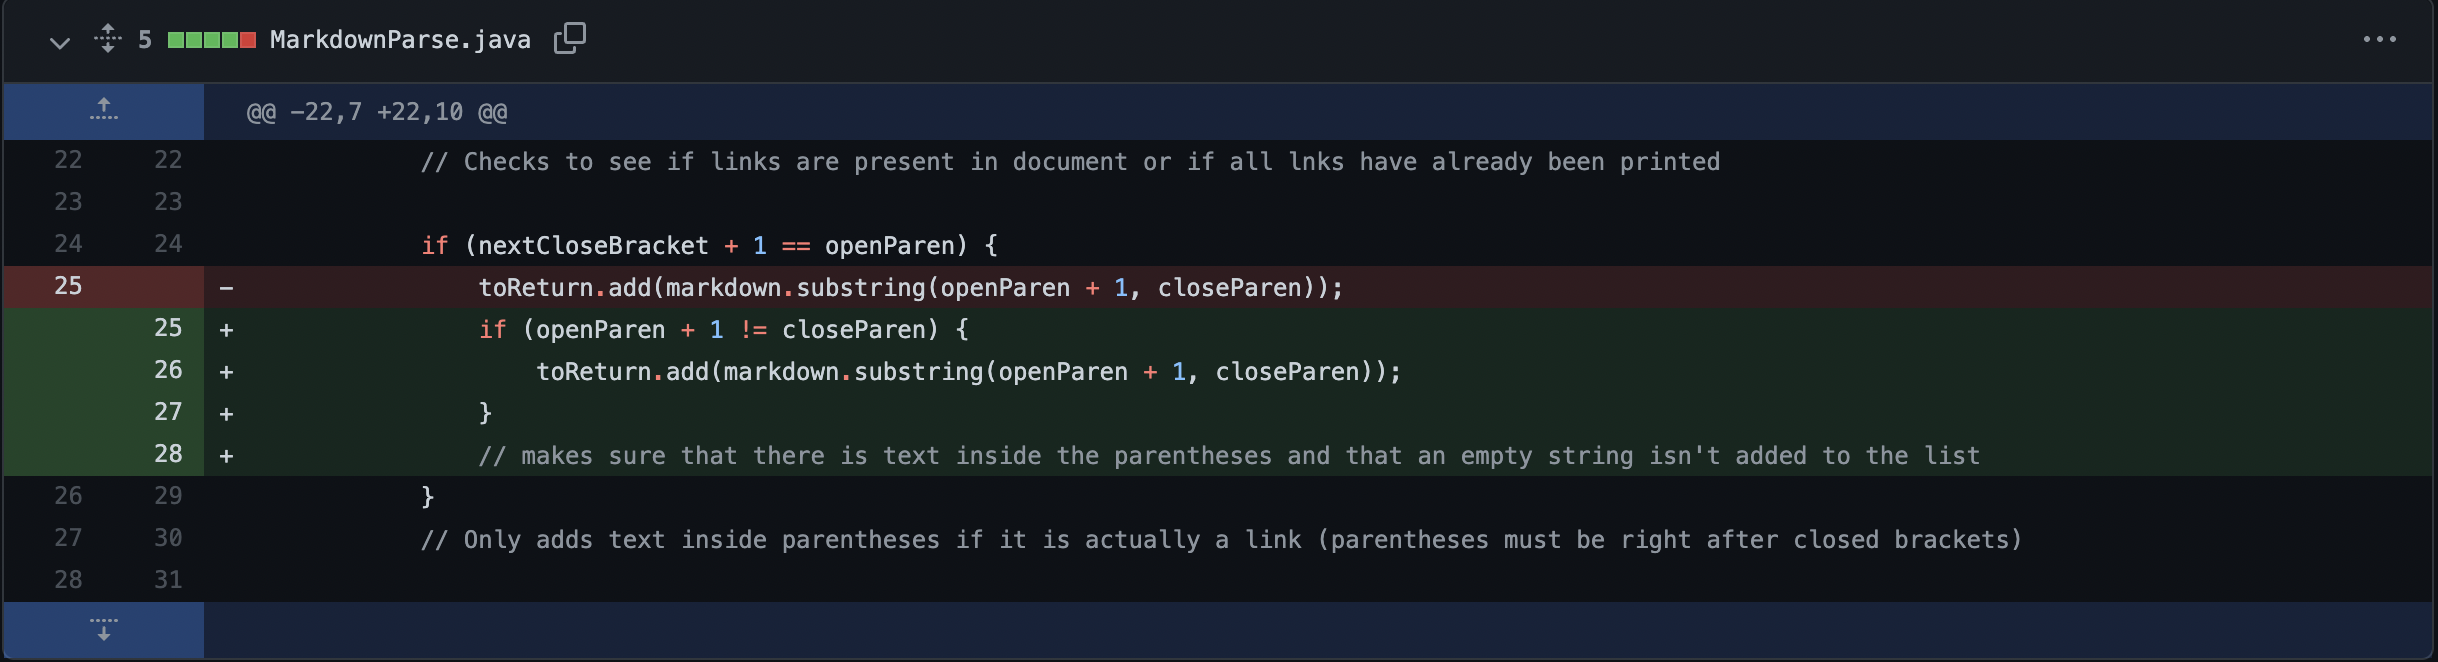 5 MarkdownParse.java
@@ -22,7 +22,10 @@
22 22 // Checks to see if links are present in document or if all lnks have already been printed
23 23
24 24 if (nextCloseBracket + 1 == openParen) {
25 - toReturn.add(markdown.substring(openParen + 1, closeParen));
25 + if (openParen + 1 != closeParen) {
26 + toReturn.add(markdown.substring(openParen + 1, closeParen));
27 + }
28 + // makes sure that there is text inside the parentheses and that an empty string isn't added to the list
26 29 }
27 30 // Only adds text inside parentheses if it is actually a link (parentheses must be right after closed brackets)
28 31